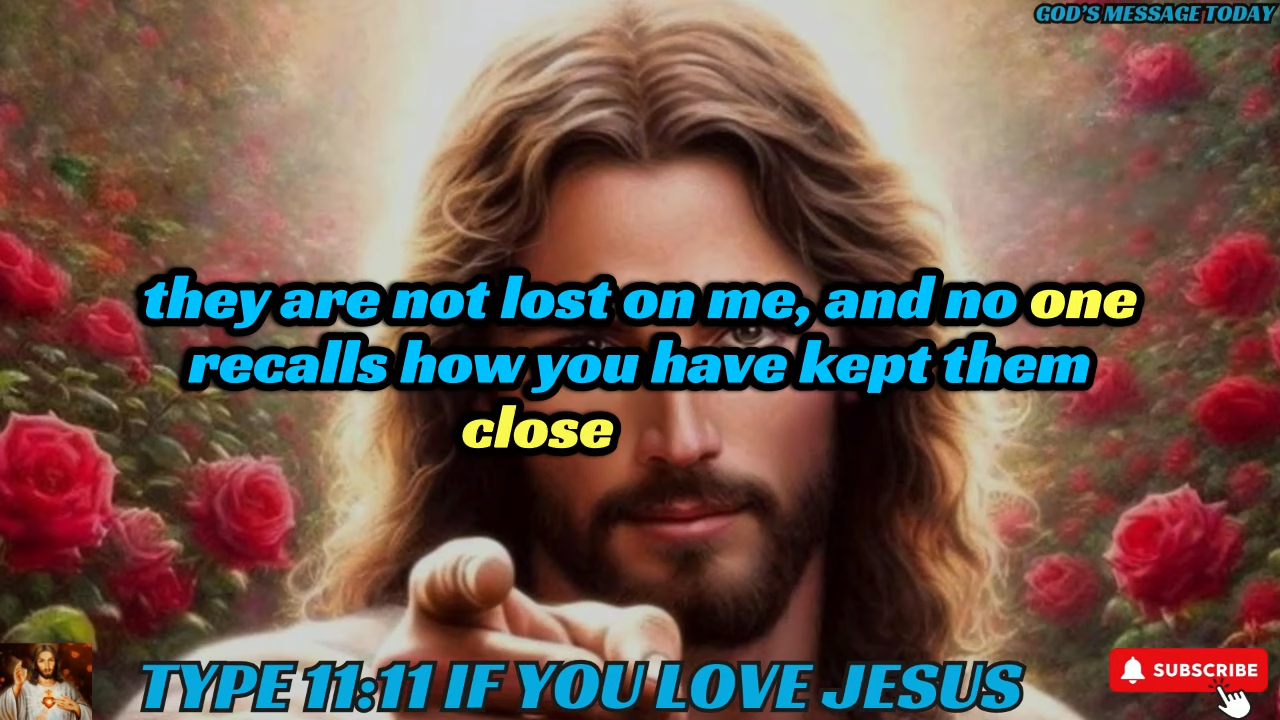 GOD'S MESSAGE TODAY
they are not lost on me, and no one
recalls how you have kept them
close
TYPE 11:11 IF YOU LOVE JESUS
SUBSCRIBE